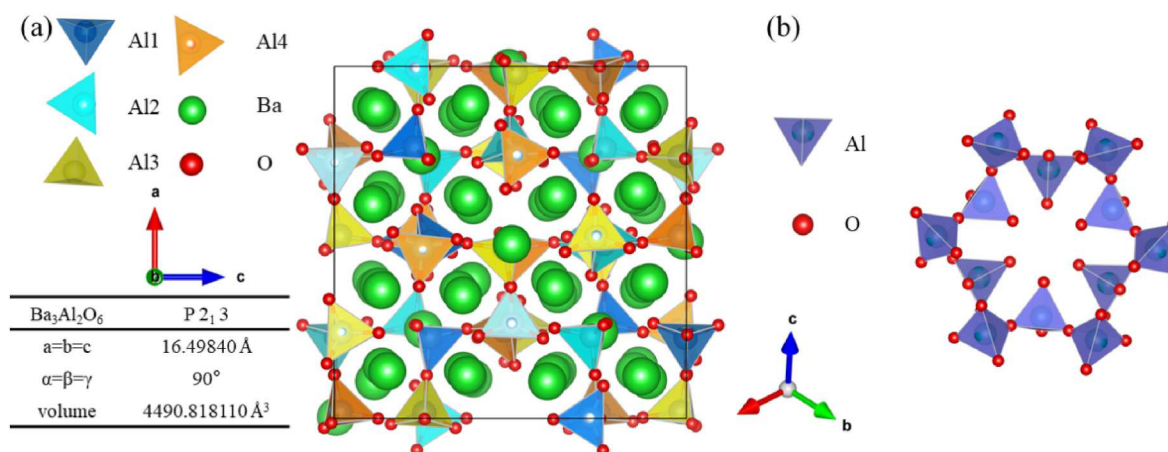 (a)
Al1
Al4
Al2
Ba
Al3
O
a
b
c
Ba₃Al₂O₆ P 2₁ 3
a=b=c 16.49840 Å
α=β=γ 90°
volume 4490.818110 Å³
(b)
Al
O
c
b